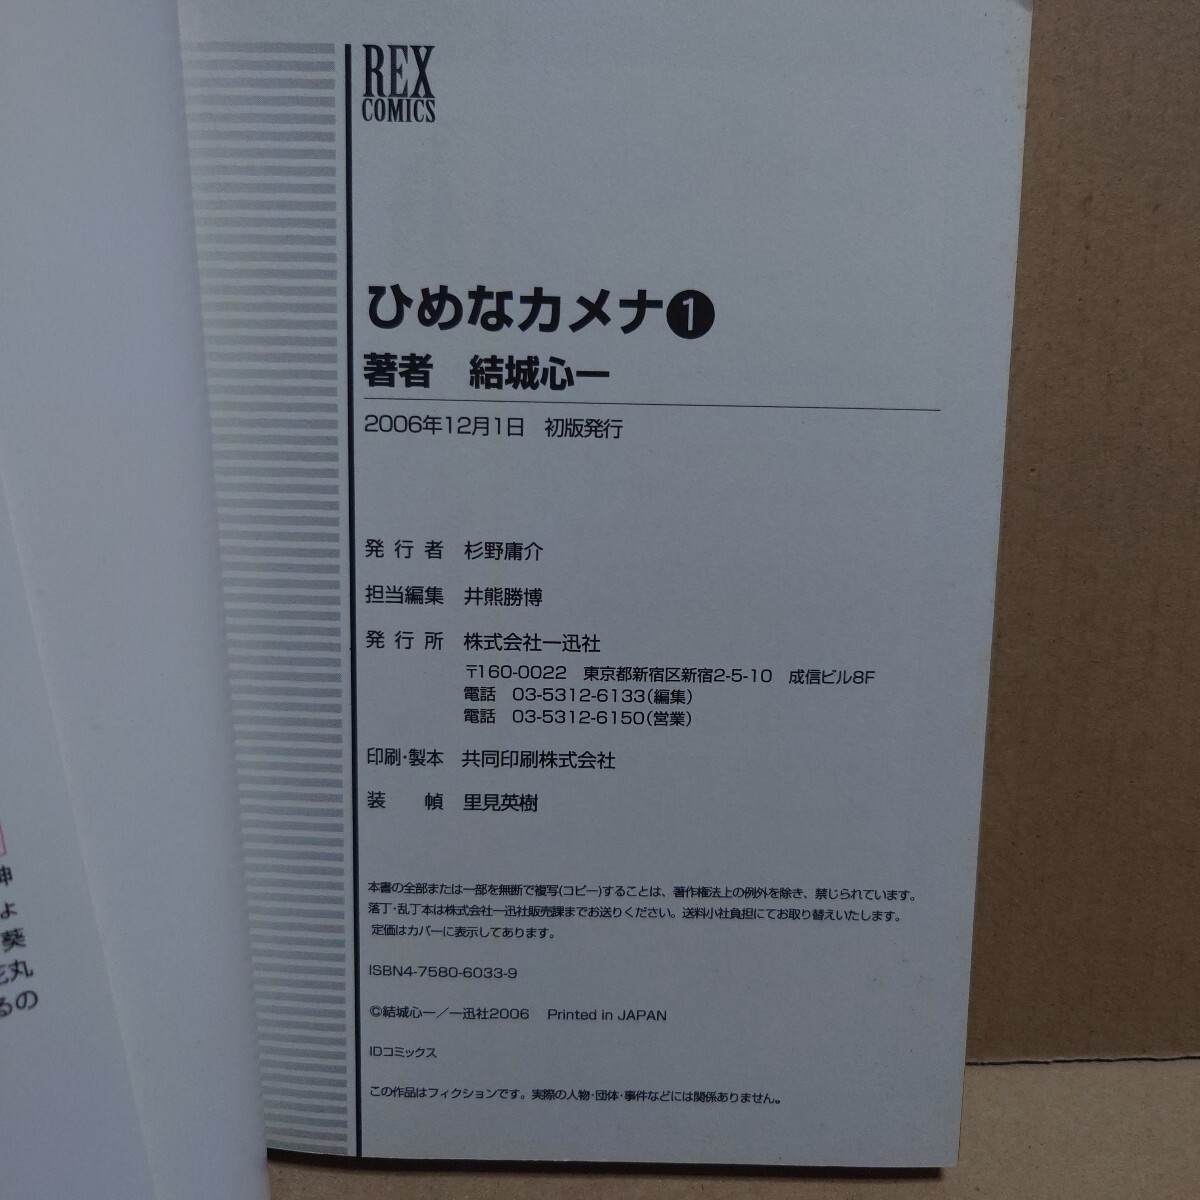 REX
COMICS
ひめなカメナ❶
著者　結城心一
2006年12月1日　初版発行
発行者　杉野庸介
担当編集　井熊勝博
発行所　株式会社一迅社
〒160-0022　東京都新宿区新宿2-5-10　成信ビル8F
電話　03-5312-6133(編集)
電話　03-5312-6150(営業)
印刷・製本　共同印刷株式会社
装　幀　里見英樹
本書の全部または一部を無断で複写(コピー)することは、著作権法上の例外を除き、禁じられています。
落丁・乱丁本は株式会社一迅社販売課までお送りください。送料小社負担にてお取り替えいたします。
定価はカバーに表示してあります。
ISBN4-7580-6033-9
©結城心一／一迅社2006　Printed in JAPAN
IDコミックス
この作品はフィクションです。実際の人物・団体・事件などには関係ありません。
ょ
葵
丸
るの